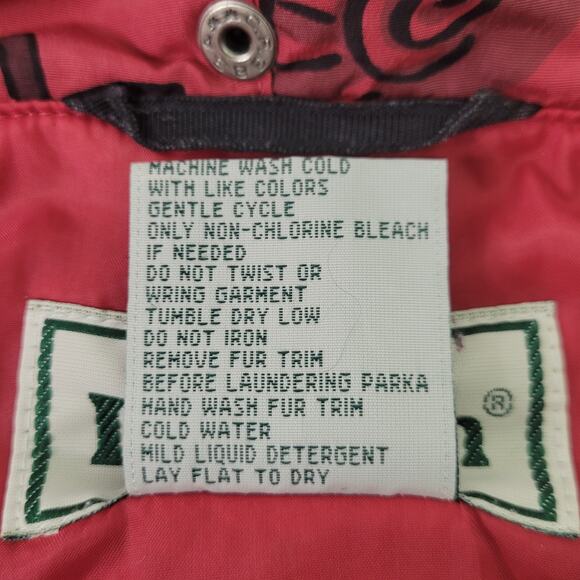 MACHINE WASH COLD
WITH LIKE COLORS
GENTLE CYCLE
ONLY NON-CHLORINE BLEACH
IF NEEDED
DO NOT TWIST OR
WRING GARMENT
TUMBLE DRY LOW
DO NOT IRON
REMOVE FUR TRIM
BEFORE LAUNDERING PARKA
HAND WASH FUR TRIM
COLD WATER
MILD LIQUID DETERGENT
LAY FLAT TO DRY
®